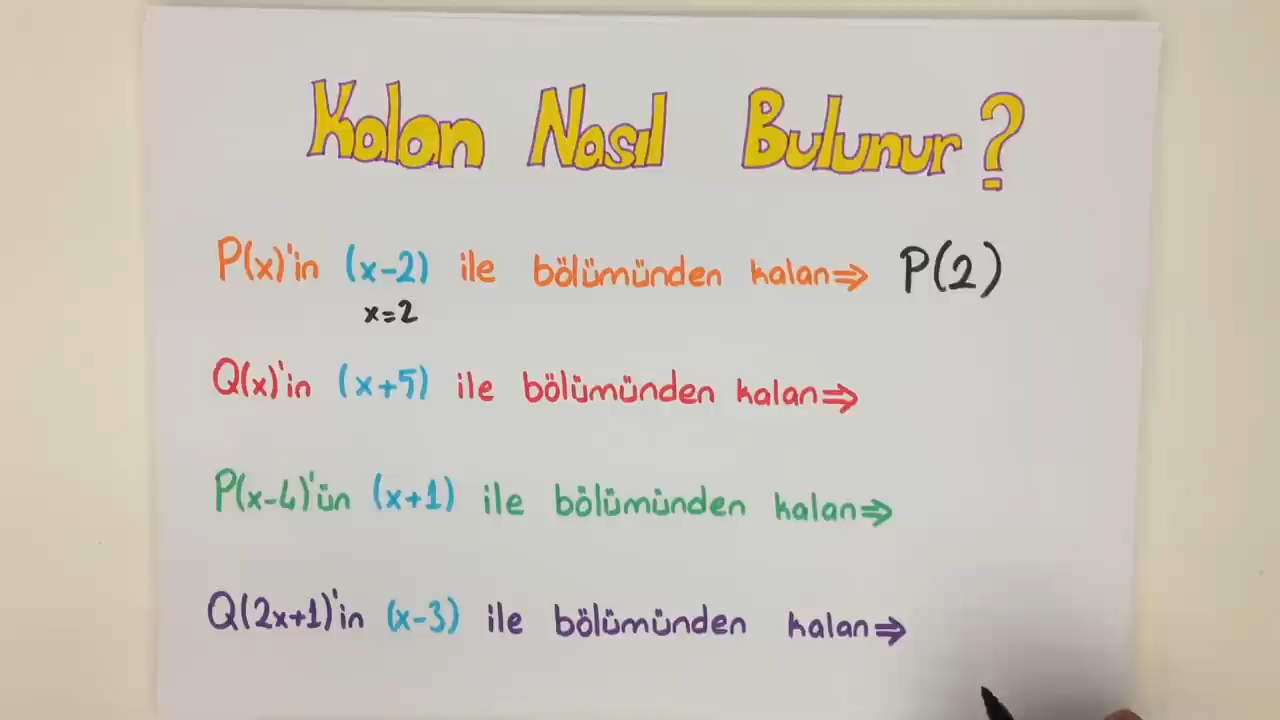 Kalan Nasıl Bulunur?
P(x)'in (x-2) ile bölümünden kalan⇒ P(2)
x=2
Q(x)'in (x+5) ile bölümünden kalan⇒
P(x-4)'ün (x+1) ile bölümünden kalan⇒
Q(2x+1)'in (x-3) ile bölümünden kalan⇒